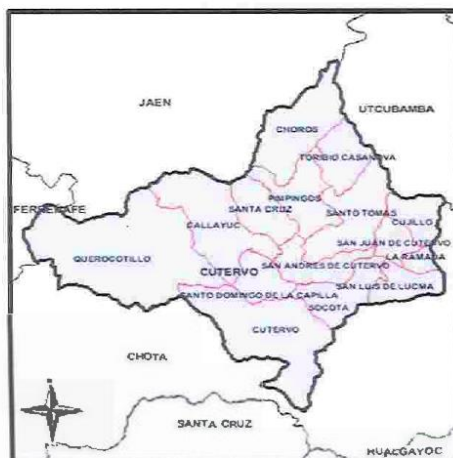 JAEN
UTCUBAMBA
CHOROS
TORIBIO CASANOVA
FERREÑAFE
PIMPINGOS
SANTA CRUZ
SANTO TOMAS
CUJILLO
CALLAYUC
SAN JUAN DE CUTERVO
LA RAMADA
QUEROCOTILLO
CUTERVO
SAN ANDRES DE CUTERVO
SANTO DOMINGO DE LA CAPILLA
SAN LUIS DE LUCMA
SOCOTA
CUTERVO
CHOTA
SANTA CRUZ
HUALGAYOC